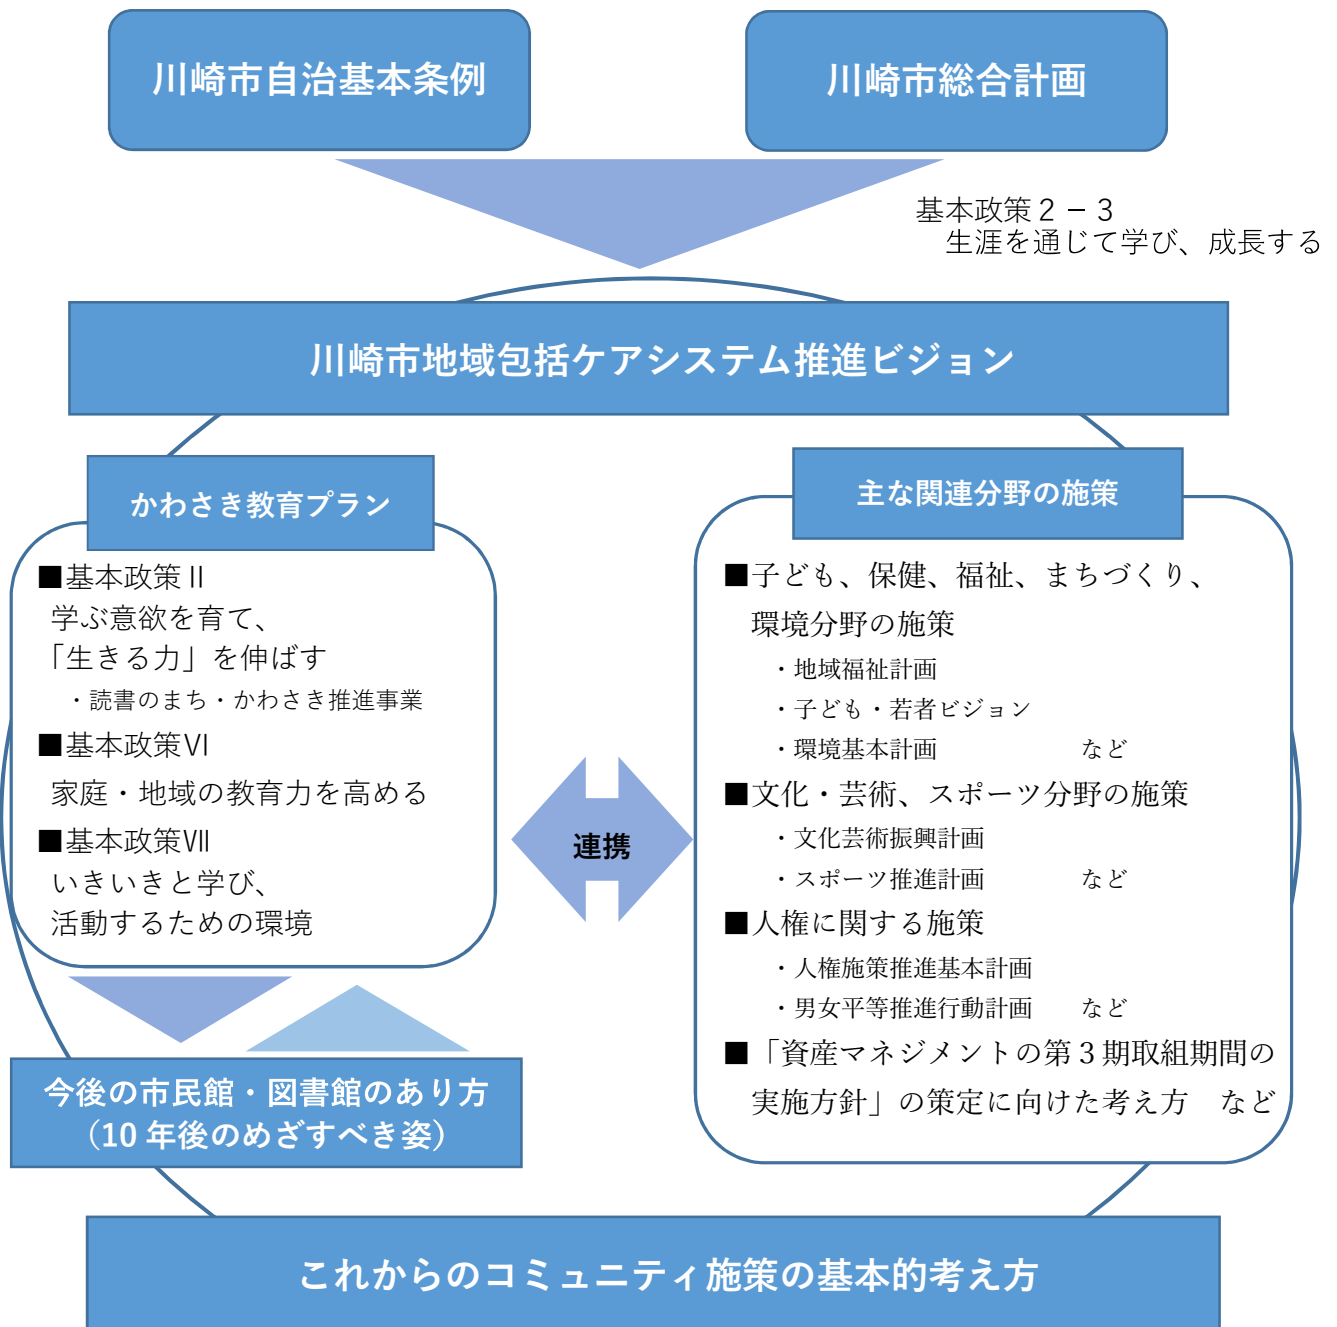 川崎市自治基本条例
川崎市総合計画
基本政策２－３
生涯を通じて学び、成長する
川崎市地域包括ケアシステム推進ビジョン
かわさき教育プラン
■基本政策Ⅱ
学ぶ意欲を育て、
「生きる力」を伸ばす
・読書のまち・かわさき推進事業
■基本政策Ⅵ
家庭・地域の教育力を高める
■基本政策Ⅶ
いきいきと学び、
活動するための環境
連携
主な関連分野の施策
■子ども、保健、福祉、まちづくり、
環境分野の施策
・地域福祉計画
・子ども・若者ビジョン
・環境基本計画　　　など
■文化・芸術、スポーツ分野の施策
・文化芸術振興計画
・スポーツ推進計画　　　など
■人権に関する施策
・人権施策推進基本計画
・男女平等推進行動計画　　など
■「資産マネジメントの第３期取組期間の
実施方針」の策定に向けた考え方　など
今後の市民館・図書館のあり方
（10 年後のめざすべき姿）
これからのコミュニティ施策の基本的考え方